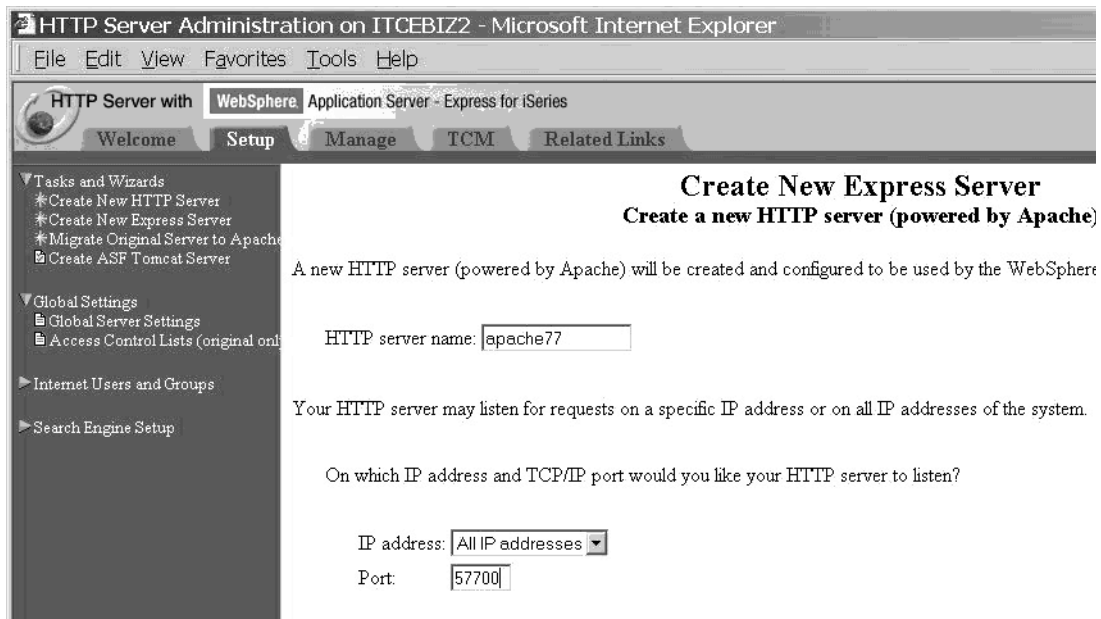 HTTP Server Administration on ITCEBIZ2 - Microsoft Internet Explorer
File Edit View Favorites Tools Help
HTTP Server with WebSphere Application Server - Express for iSeries
Welcome Setup Manage TCM Related Links
Tasks and Wizards
Create New HTTP Server
Create New Express Server
Migrate Original Server to Apache
Create ASF Tomcat Server
Global Settings
Global Server Settings
Access Control Lists (original onl
Internet Users and Groups
Search Engine Setup
Create New Express Server
Create a new HTTP server (powered by Apache)
A new HTTP server (powered by Apache) will be created and configured to be used by the WebSphere
HTTP server name: apache77
Your HTTP server may listen for requests on a specific IP address or on all IP addresses of the system.
On which IP address and TCP/IP port would you like your HTTP server to listen?
IP address: All IP addresses
Port: 57700